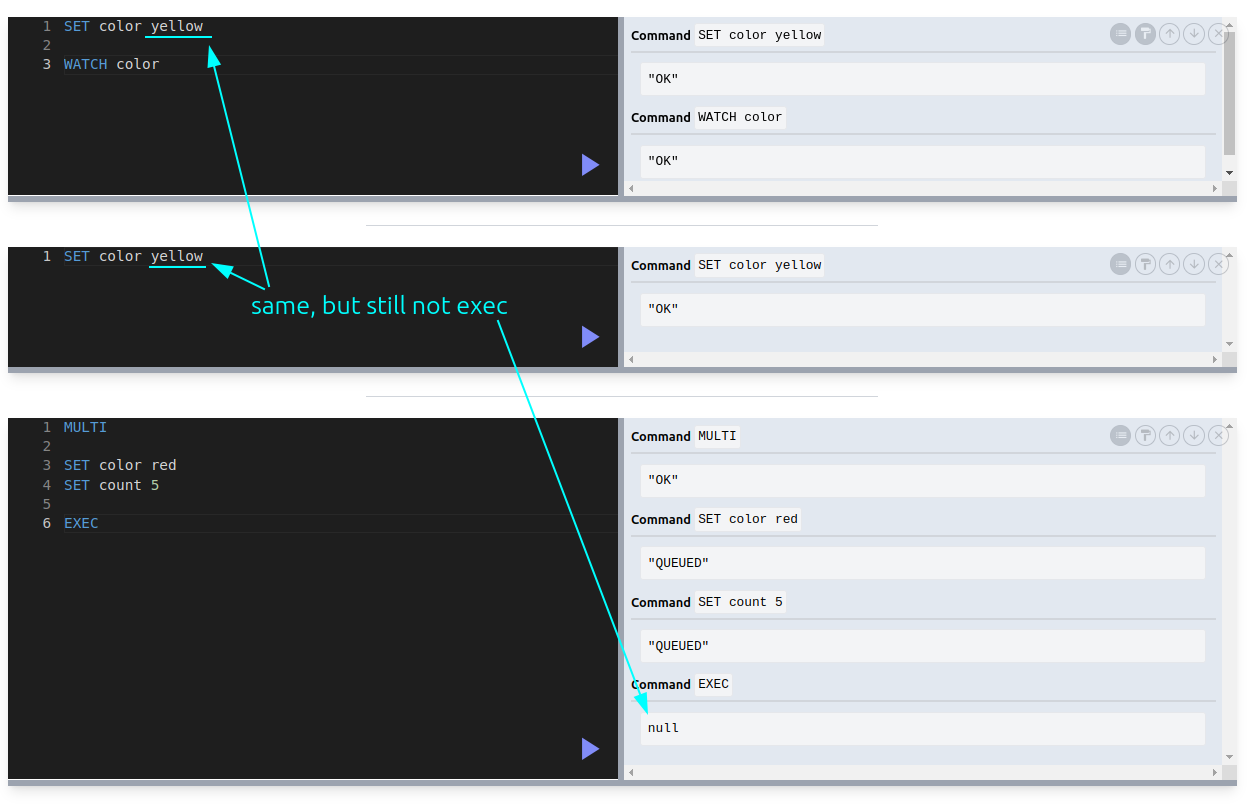 1 SET color yellow
2
3 WATCH color
Command SET color yellow
"OK"
Command WATCH color
"OK"
1 SET color yellow
same, but still not exec
Command SET color yellow
"OK"
1 MULTI
2
3 SET color red
4 SET count 5
5
6 EXEC
Command MULTI
"OK"
Command SET color red
"QUEUED"
Command SET count 5
"QUEUED"
Command EXEC
null